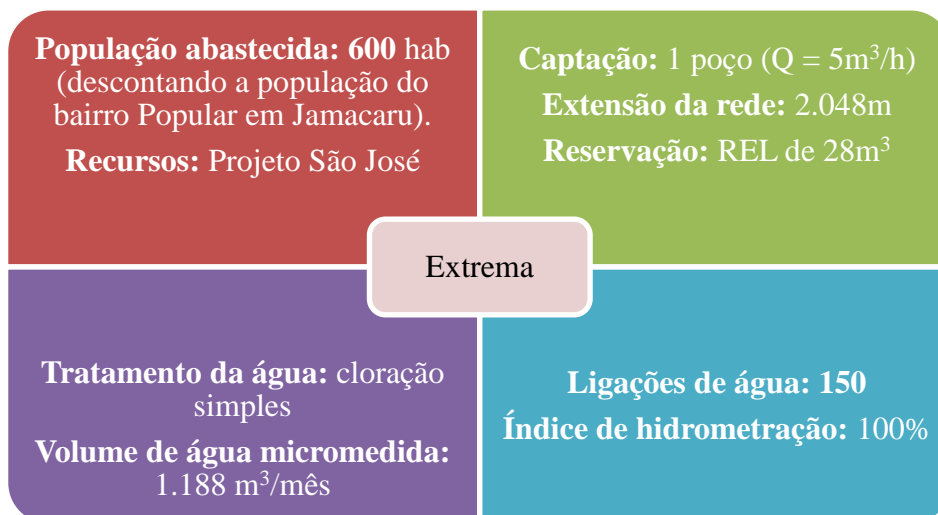 População abastecida: 600 hab
(descontando a população do
bairro Popular em Jamacaru).
Recursos: Projeto São José
Captação: 1 poço (Q = 5m³/h)
Extensão da rede: 2.048m
Reservação: REL de 28m³
Extrema
Tratamento da água: cloração
simples
Volume de água micromedida:
1.188 m³/mês
Ligações de água: 150
Índice de hidrometração: 100%